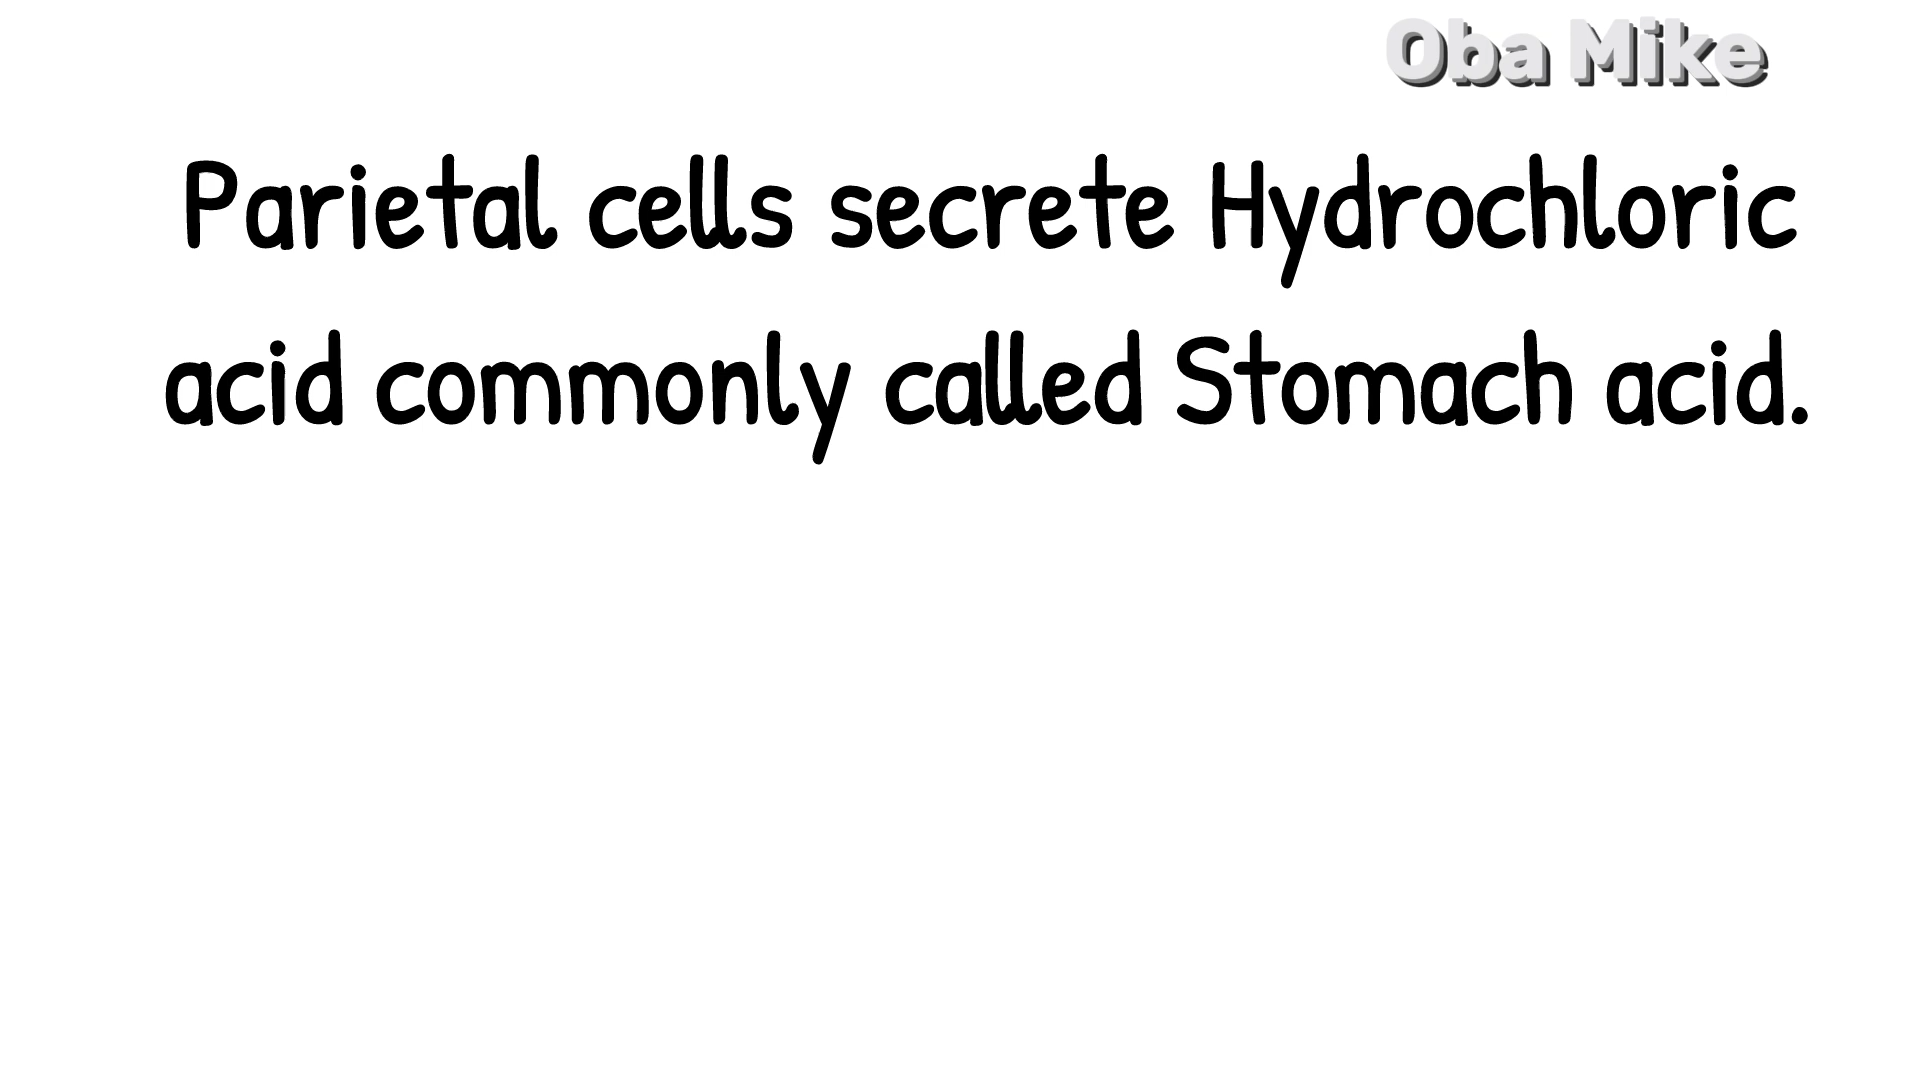 Oba Mike
Parietal cells secrete Hydrochloric
acid commonly called Stomach acid.